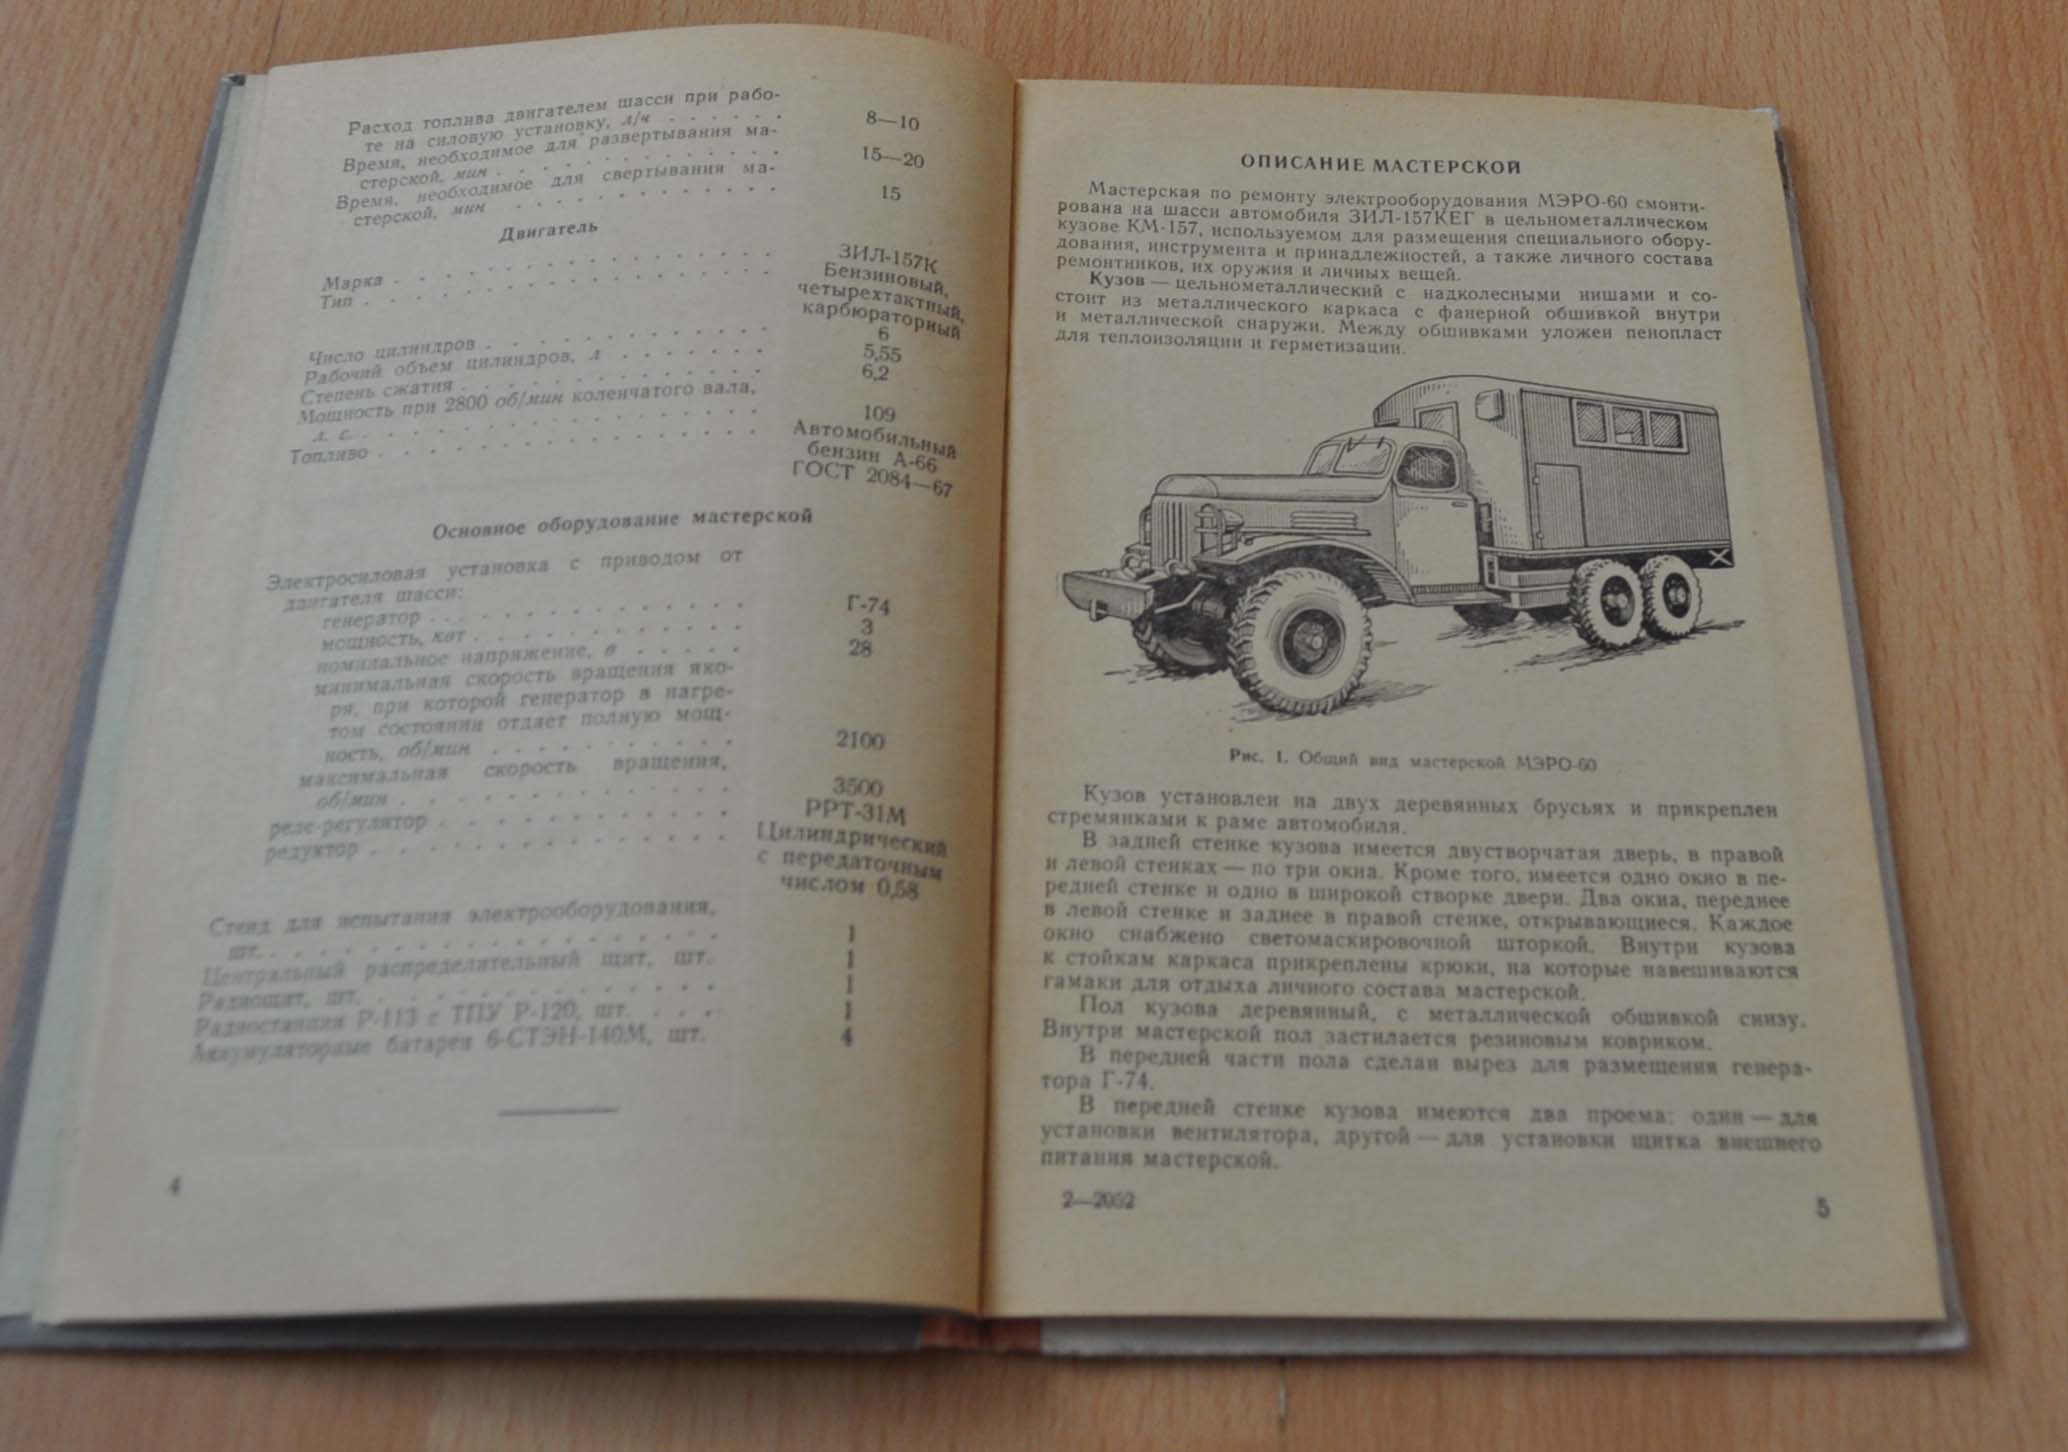 Расход топлива двигателем шасси при рабо-
те на силовую установку, л/ч . . . . . . 8—10
Время, необходимое для развертывания ма-
стерской, мин . . . . . . . . . . . 15—20
Время, необходимое для свертывания ма-
стерской, мин . . . . . . . . . . . 15
Двигатель
Марка . . . . . . . . . . . . . . . ЗИЛ-157К
Тип . . . . . . . . . . . . . . . . Бензиновый,
четырехтактный,
карбюраторный
Число цилиндров . . . . . . . . . . . 6
Рабочий объем цилиндров, л . . . . . . . 5,55
Степень сжатия . . . . . . . . . . . . 6,2
Мощность при 2800 об/мин коленчатого вала,
л. с. . . . . . . . . . . . . . . . 109
Топливо . . . . . . . . . . . . . . . Автомобильный
бензин А-66
ГОСТ 2084—67
Основное оборудование мастерской
Электросиловая установка с приводом от
двигателя шасси:
генератор . . . . . . . . . . . . Г-74
мощность, квт . . . . . . . . . . . 3
номинальное напряжение, в . . . . . 28
минимальная скорость вращения яко-
ря, при которой генератор в нагре-
том состоянии отдает полную мощ-
ность, об/мин . . . . . . . . . . 2100
максимальная скорость вращения,
об/мин . . . . . . . . . . . . . 3500
реле-регулятор . . . . . . . . . . . РРТ-31М
редуктор . . . . . . . . . . . . . . Цилиндрический
с передаточным
числом 0,58
Стенд для испытания электрооборудования,
шт. . . . . . . . . . . . . . . . . 1
Центральный распределительный щит, шт. 1
Радиощит, шт. . . . . . . . . . . . . 1
Радиостанция Р-113 с ТПУ Р-120, шт. . . . . 1
Аккумуляторные батареи 6-СТЭН-140М, шт. 4
4
ОПИСАНИЕ МАСТЕРСКОЙ
Мастерская по ремонту электрооборудования МЭРО-60 смонти-
рована на шасси автомобиля ЗИЛ-157КЕГ в цельнометаллическом
кузове КМ-157, используемом для размещения специального обору-
дования, инструмента и принадлежностей, а также личного состава
ремонтников, их оружия и личных вещей.
Кузов — цельнометаллический с надколесными нишами и со-
стоит из металлического каркаса с фанерной обшивкой внутри
и металлической снаружи. Между обшивками уложен пенопласт
для теплоизоляции и герметизации.
Рис. 1. Общий вид мастерской МЭРО-60
Кузов установлен на двух деревянных брусьях и прикреплен
стремянками к раме автомобиля.
В задней стенке кузова имеется двустворчатая дверь, в правой
и левой стенках — по три окна. Кроме того, имеется одно окно в пе-
редней стенке и одно в широкой створке двери. Два окна, переднее
в левой стенке и заднее в правой стенке, открывающиеся. Каждое
окно снабжено светомаскировочной шторкой. Внутри кузова
к стойкам каркаса прикреплены крюки, на которые навешиваются
гамаки для отдыха личного состава мастерской.
Пол кузова деревянный, с металлической обшивкой снизу.
Внутри мастерской пол застилается резиновым ковриком.
В передней части пола сделан вырез для размещения генера-
тора Г-74.
В передней стенке кузова имеются два проема: один — для
установки вентилятора, другой — для установки щитка внешнего
питания мастерской.
2—2052
5